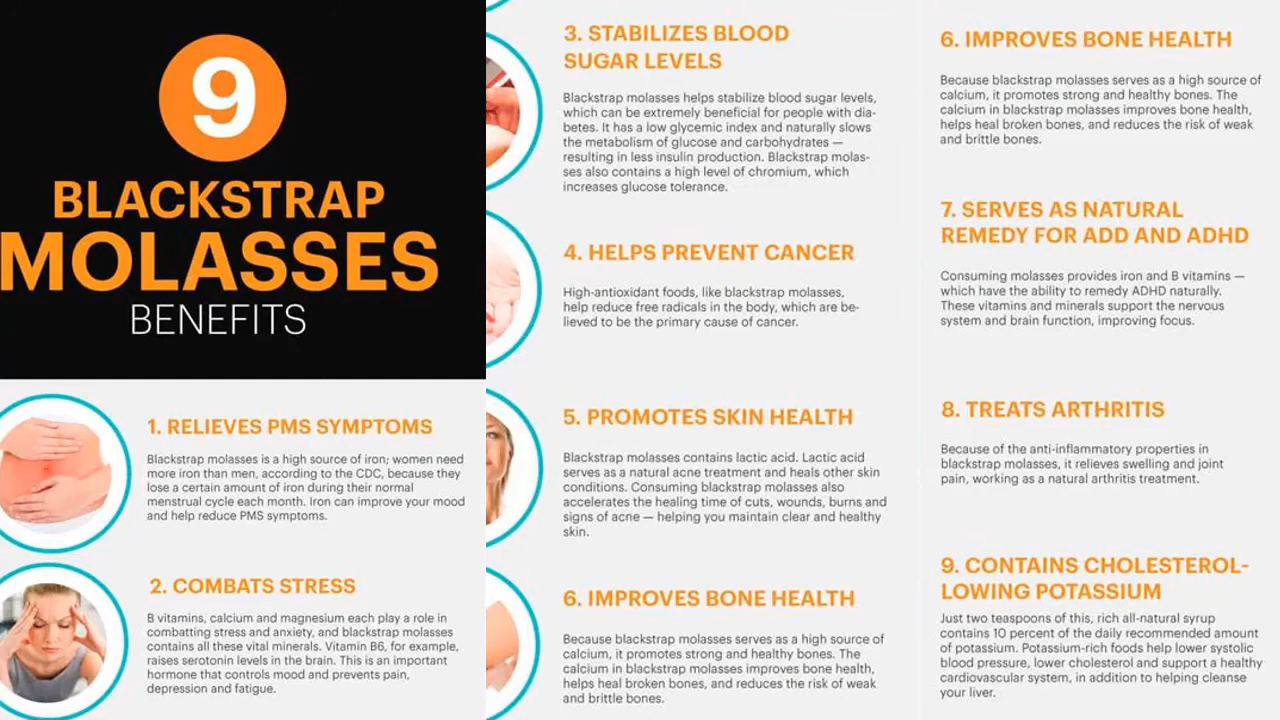 9
BLACKSTRAP
MOLASSES
BENEFITS
1. RELIEVES PMS SYMPTOMS
Blackstrap molasses is a high source of iron; women need
more iron than men, according to the CDC, because they
lose a certain amount of iron during their normal
menstrual cycle each month. Iron can improve your mood
and help reduce PMS symptoms.
2. COMBATS STRESS
B vitamins, calcium and magnesium each play a role in
combatting stress and anxiety, and blackstrap molasses
contains all these vital minerals. Vitamin B6, for example,
raises serotonin levels in the brain. This is an important
hormone that controls mood and prevents pain,
depression and fatigue.
3. STABILIZES BLOOD
SUGAR LEVELS
Blackstrap molasses helps stabilize blood sugar levels,
which can be extremely beneficial for people with dia-
betes. It has a low glycemic index and naturally slows
the metabolism of glucose and carbohydrates —
resulting in less insulin production. Blackstrap molas-
ses also contains a high level of chromium, which
increases glucose tolerance.
4. HELPS PREVENT CANCER
High-antioxidant foods, like blackstrap molasses,
help reduce free radicals in the body, which are be-
lieved to be the primary cause of cancer.
5. PROMOTES SKIN HEALTH
Blackstrap molasses contains lactic acid. Lactic acid
serves as a natural acne treatment and heals other skin
conditions. Consuming blackstrap molasses also
accelerates the healing time of cuts, wounds, burns and
signs of acne — helping you maintain clear and healthy
skin.
6. IMPROVES BONE HEALTH
Because blackstrap molasses serves as a high source of
calcium, it promotes strong and healthy bones. The
calcium in blackstrap molasses improves bone health,
helps heal broken bones, and reduces the risk of weak
and brittle bones.
6. IMPROVES BONE HEALTH
Because blackstrap molasses serves as a high source of
calcium, it promotes strong and healthy bones. The
calcium in blackstrap molasses improves bone health,
helps heal broken bones, and reduces the risk of weak
and brittle bones.
7. SERVES AS NATURAL
REMEDY FOR ADD AND ADHD
Consuming molasses provides iron and B vitamins —
which have the ability to remedy ADHD naturally.
These vitamins and minerals support the nervous
system and brain function, improving focus.
8. TREATS ARTHRITIS
Because of the anti-inflammatory properties in
blackstrap molasses, it relieves swelling and joint
pain, working as a natural arthritis treatment.
9. CONTAINS CHOLESTEROL-
LOWING POTASSIUM
Just two teaspoons of this, rich all-natural syrup
contains 10 percent of the daily recommended amount
of potassium. Potassium-rich foods help lower systolic
blood pressure, lower cholesterol and support a healthy
cardiovascular system, in addition to helping cleanse
your liver.